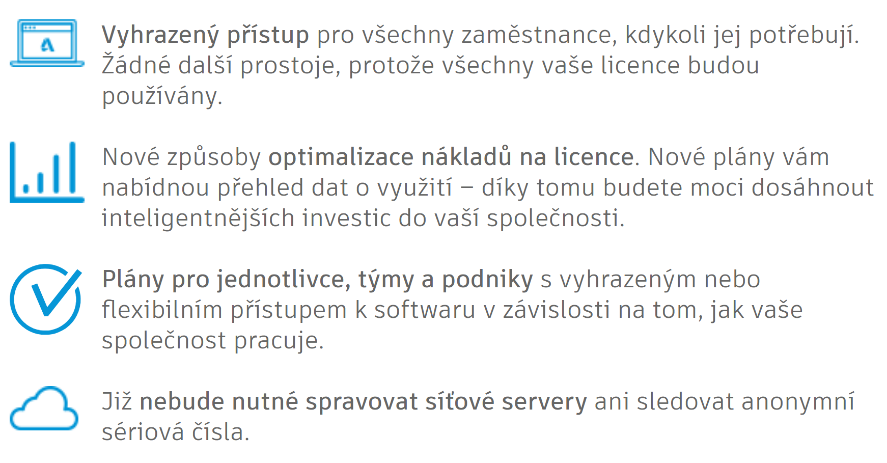 Vyhrazený přístup pro všechny zaměstnance, kdykoli jej potřebují.
Žádné další prostoje, protože všechny vaše licence budou
používány.
Nové způsoby optimalizace nákladů na licence. Nové plány vám
nabídnou přehled dat o využití – díky tomu budete moci dosáhnout
inteligentnějších investic do vaší společnosti.
Plány pro jednotlivce, týmy a podniky s vyhrazeným nebo
flexibilním přístupem k softwaru v závislosti na tom, jak vaše
společnost pracuje.
Již nebude nutné spravovat síťové servery ani sledovat anonymní
sériová čísla.